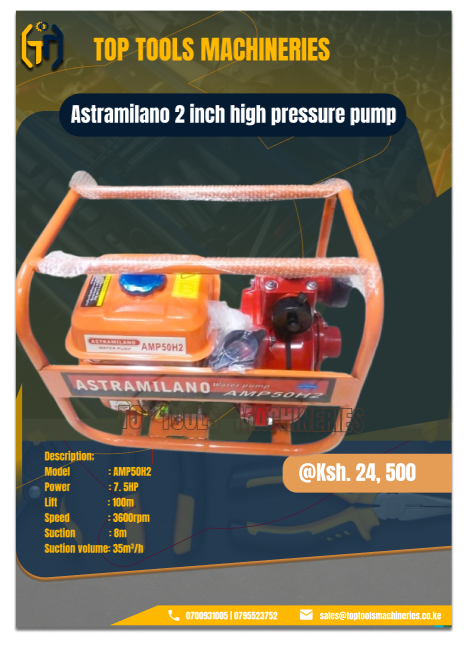 TOP TOOLS MACHINERIES
Astramilano 2 inch high pressure pump
ASTRAMILANO
WATER PUMP AMP50H2
ASTRAMILANO Water pump AMP50H2
TOP TOOLS MACHINERIES
Description;
Model : AMP50H2
Power : 7. 5HP
Lift : 100m
Speed : 3600rpm
Suction : 8m
Suction volume: 35m³/h
@Ksh. 24, 500
0700931005 | 0795523752
sales@toptoolsmachineries.co.ke